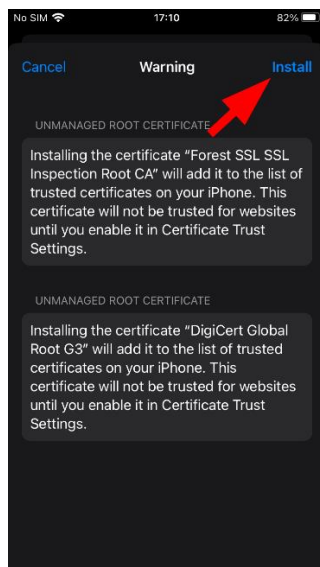 No SIM 17:10 82%
Cancel Warning Install
UNMANAGED ROOT CERTIFICATE
Installing the certificate “Forest SSL SSL
Inspection Root CA” will add it to the list of
trusted certificates on your iPhone. This
certificate will not be trusted for websites
until you enable it in Certificate Trust
Settings.
UNMANAGED ROOT CERTIFICATE
Installing the certificate “DigiCert Global
Root G3” will add it to the list of trusted
certificates on your iPhone. This
certificate will not be trusted for websites
until you enable it in Certificate Trust
Settings.